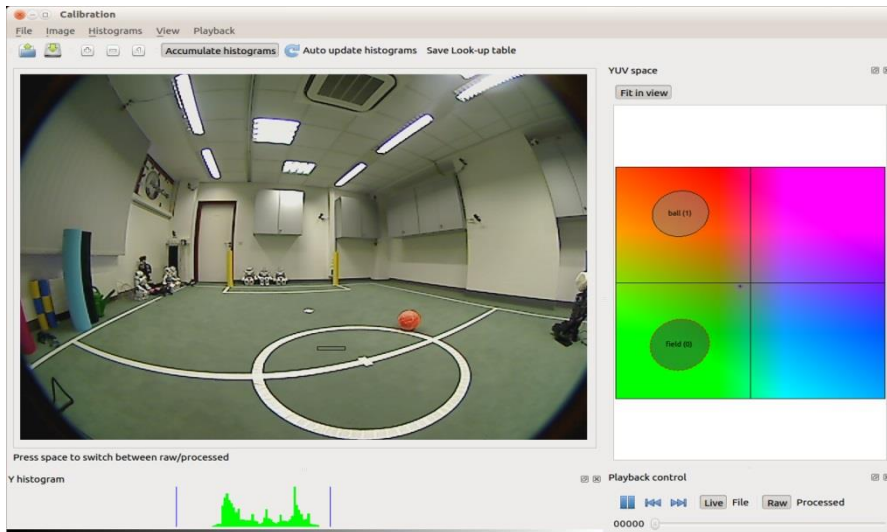 Calibration
File Image Histograms View Playback
Accumulate histograms Auto update histograms Save Look-up table
YUV space
Fit in view
ball (1)
field (0)
Press space to switch between raw/processed
Y histogram
Playback control
Live File Raw Processed
00000